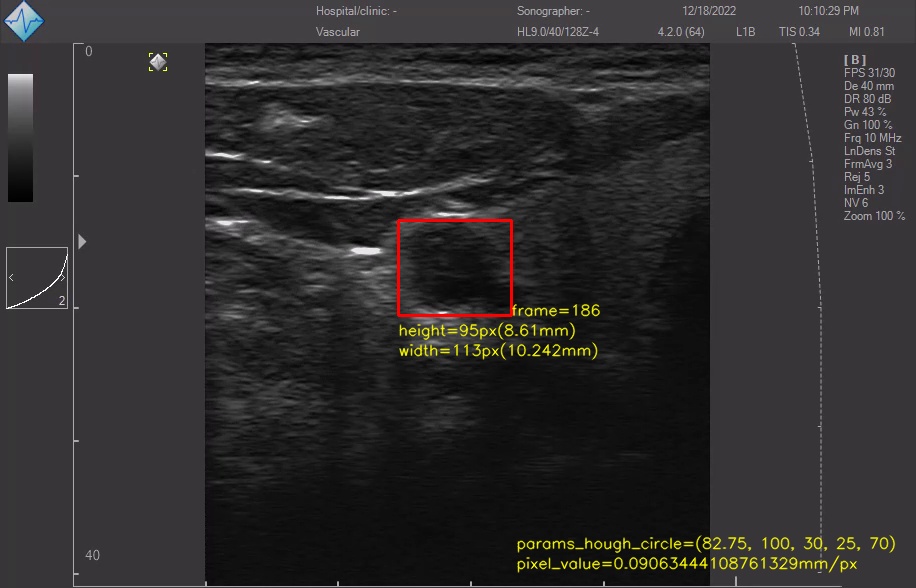 Hospital/clinic: - Sonographer: - 12/18/2022 10:10:29 PM
Vascular HL9.0/40/128Z-4 4.2.0 (64) L1B TIS 0.34 MI 0.81
0
[ B ]
FPS 31/30
De 40 mm
DR 80 dB
Pw 43 %
Gn 100 %
Frq 10 MHz
LnDens St
FrmAvg 3
Rej 5
ImEnh 3
NV 6
Zoom 100 %
2
frame=186
height=95px(8.61mm)
width=113px(10.242mm)
40
params_hough_circle=(82.75, 100, 30, 25, 70)
pixel_value=0.09063444108761329mm/px